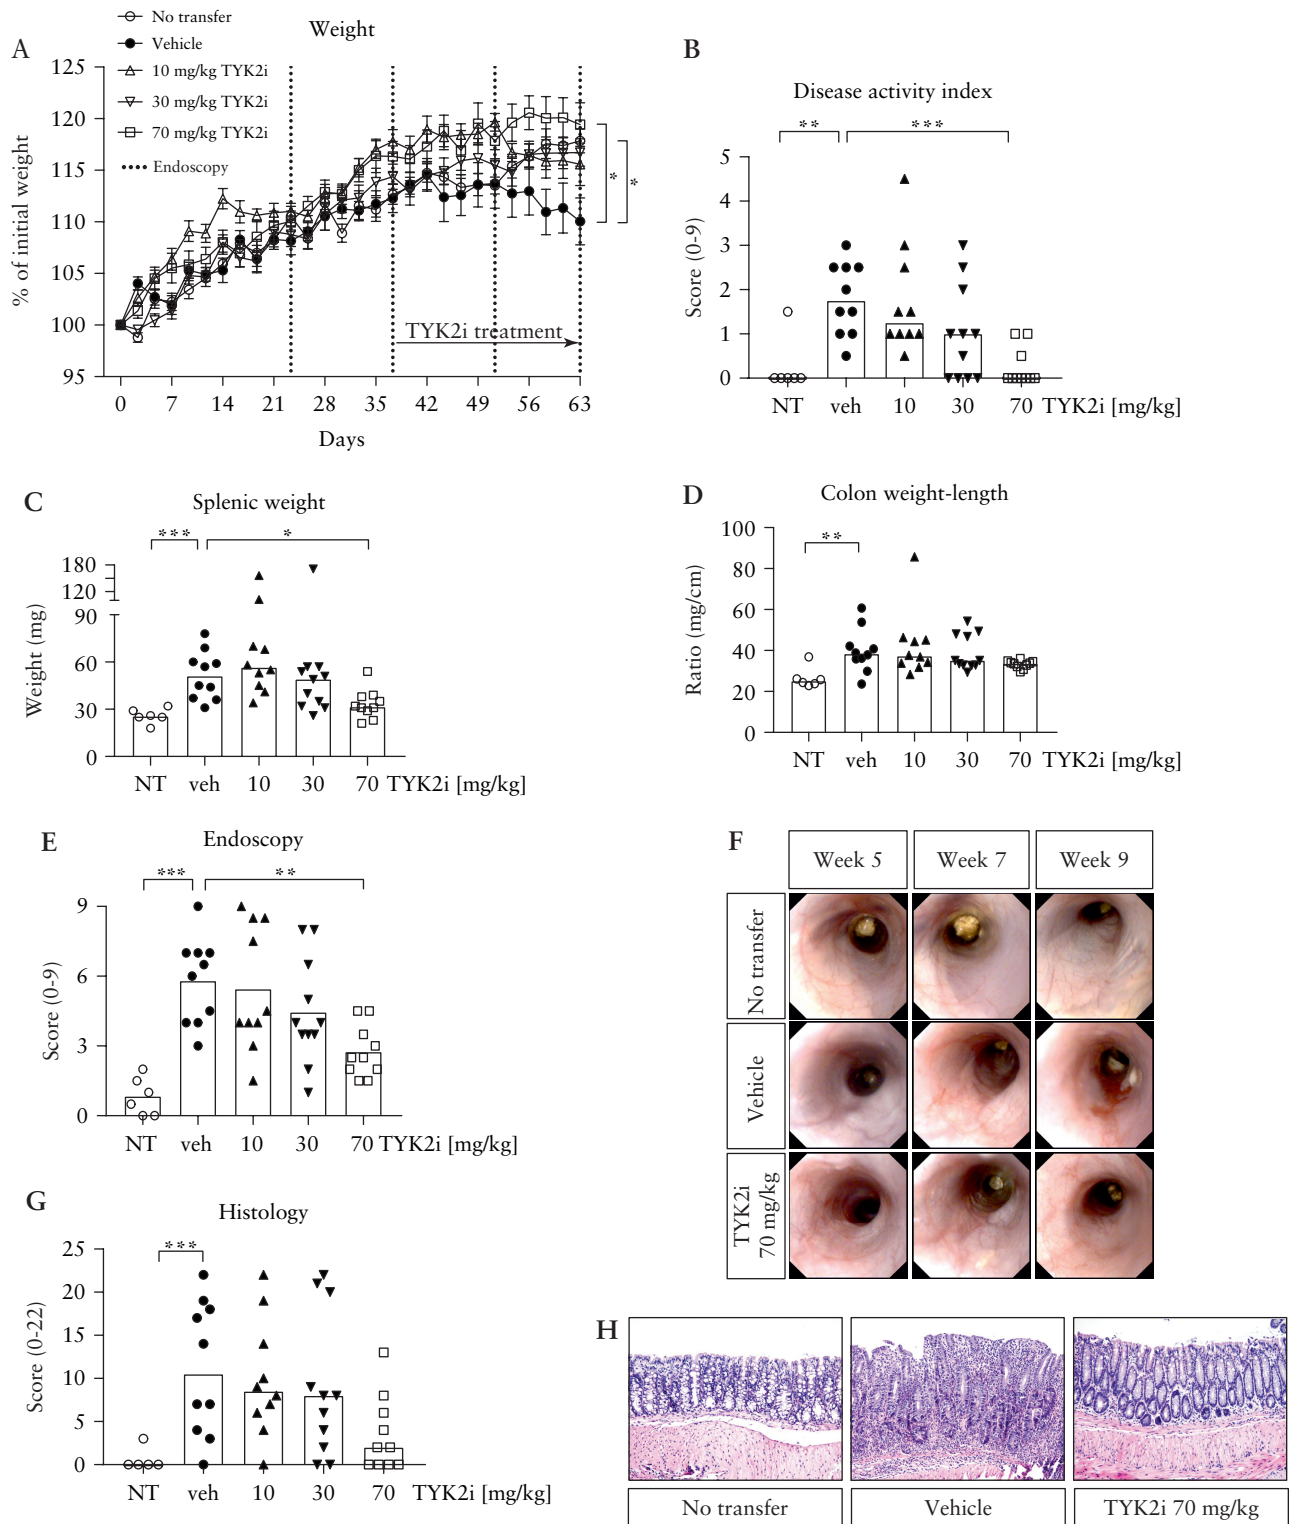 A
No transfer
Vehicle
10 mg/kg TYK2i
30 mg/kg TYK2i
70 mg/kg TYK2i
Endoscopy
Weight
% of initial weight
125
120
115
110
105
100
95
TYK2i treatment
*
*
0 7 14 21 28 35 42 49 56 63
Days
B
Disease activity index
** ***
Score (0-9)
5
4
3
2
1
0
NT veh 10 30 70 TYK2i [mg/kg]
C
Splenic weight
*** *
Weight (mg)
180
120
90
60
30
0
NT veh 10 30 70 TYK2i [mg/kg]
D
Colon weight-length
**
Ratio (mg/cm)
100
80
60
40
20
0
NT veh 10 30 70 TYK2i [mg/kg]
E
Endoscopy
*** **
Score (0-9)
9
6
3
0
NT veh 10 30 70 TYK2i [mg/kg]
F
Week 5 Week 7 Week 9
No transfer
Vehicle
TYK2i
70 mg/kg
G
Histology
***
Score (0-22)
25
20
15
10
5
0
NT veh 10 30 70 TYK2i [mg/kg]
H
No transfer Vehicle TYK2i 70 mg/kg